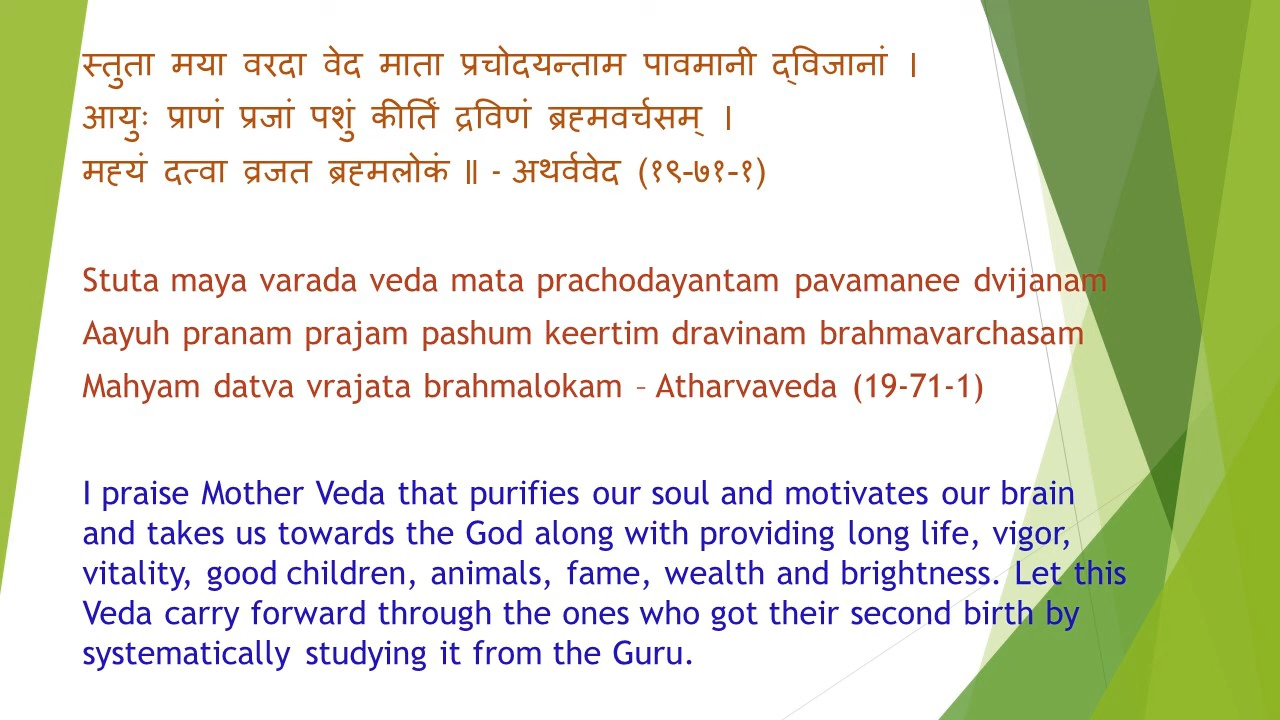 स्तुता मया वरदा वेद माता प्रचोदयन्ताम पावमानी द्विजानां ।
आयुः प्राणं प्रजां पशुं कीर्तिं द्रविणं ब्रह्मवर्चसम् ।
मह्यं दत्वा व्रजत ब्रह्मलोकं ॥ - अथर्ववेद (१९-७१-१)
Stuta maya varada veda mata prachodayantam pavamanee dvijanam
Aayuh pranam prajam pashum keertim dravinam brahmavarchasam
Mahyam datva vrajata brahmalokam – Atharvaveda (19-71-1)
I praise Mother Veda that purifies our soul and motivates our brain
and takes us towards the God along with providing long life, vigor,
vitality, good children, animals, fame, wealth and brightness. Let this
Veda carry forward through the ones who got their second birth by
systematically studying it from the Guru.